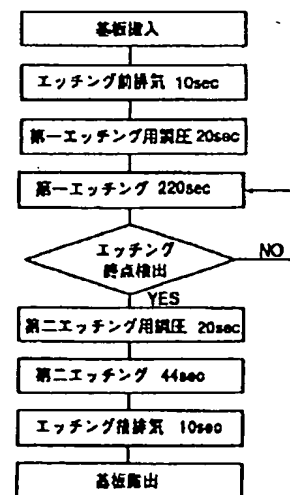 基板搬入
エッチング前排気 10sec
第一エッチング用調圧 20sec
第一エッチング 220sec
エッチング
終点検出
NO
YES
第二エッチング用調圧 20sec
第二エッチング 44sec
エッチング後排気 10sec
基板搬出